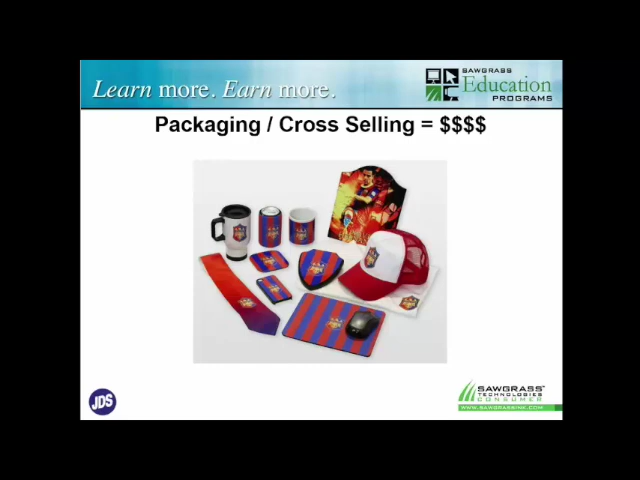 Learn more. Earn more.
SAWGRASS
Education
PROGRAMS
Packaging / Cross Selling = $$$$
JDS
SAWGRASS
TECHNOLOGIES
CONSUMER
WWW.SAWGRASSINK.COM